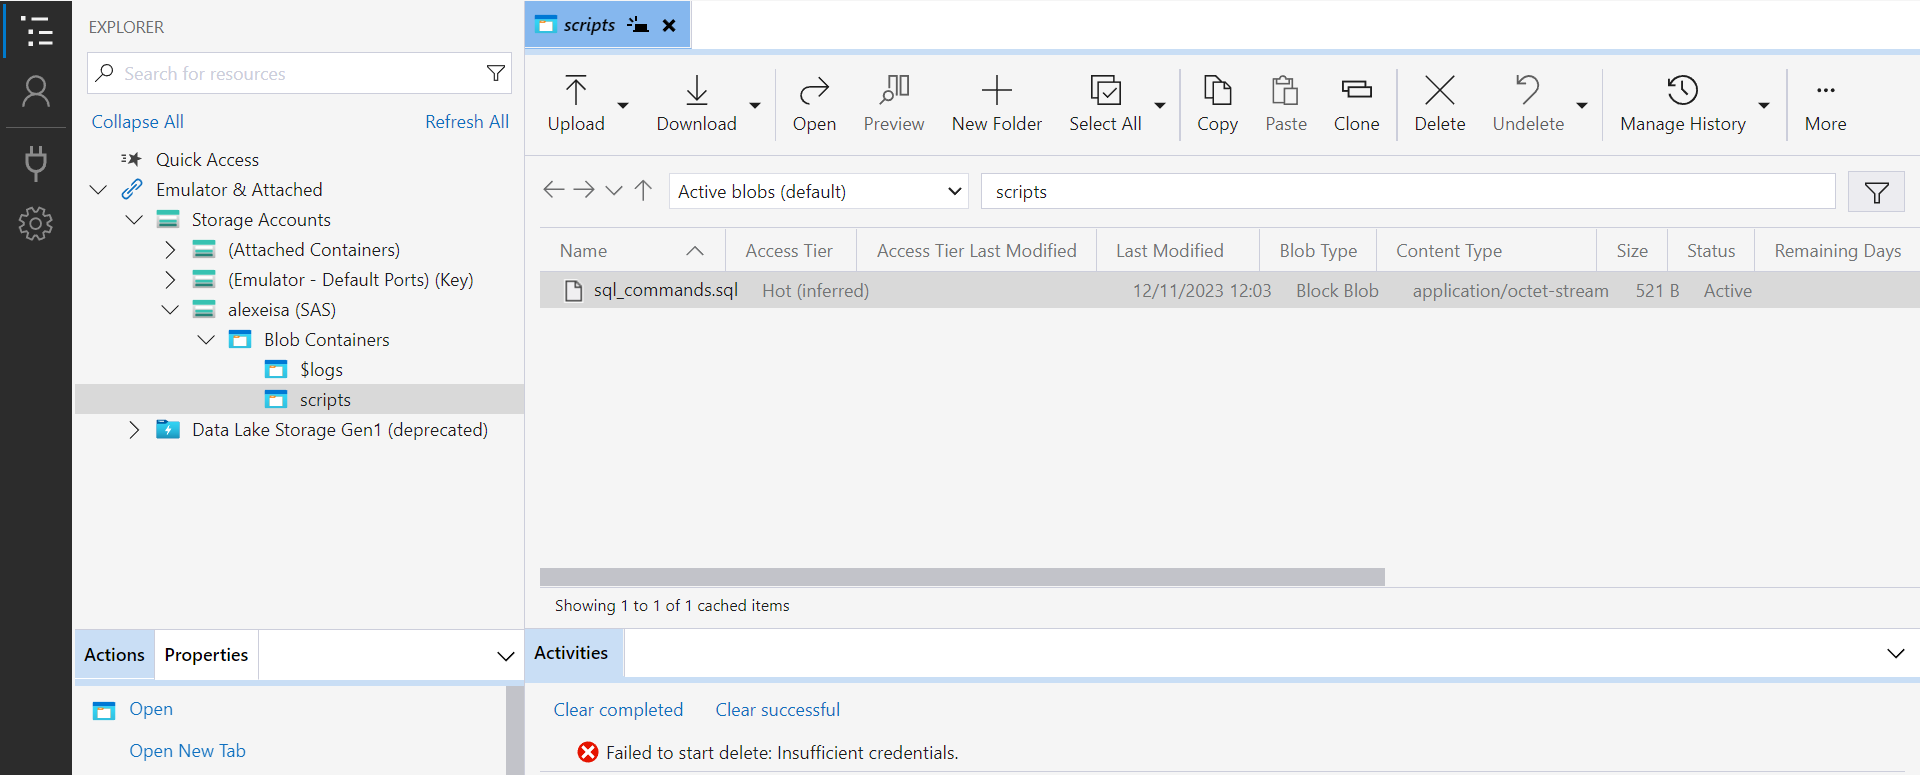 EXPLORER
Search for resources
Collapse All
Refresh All
Quick Access
Emulator & Attached
Storage Accounts
(Attached Containers)
(Emulator - Default Ports) (Key)
alexeisa (SAS)
Blob Containers
$logs
scripts
Data Lake Storage Gen1 (deprecated)
Actions
Properties
Open
Open New Tab
scripts
Upload
Download
Open
Preview
New Folder
Select All
Copy
Paste
Clone
Delete
Undelete
Manage History
More
Active blobs (default)
scripts
Name
Access Tier
Access Tier Last Modified
Last Modified
Blob Type
Content Type
Size
Status
Remaining Days
sql_commands.sql
Hot (inferred)
12/11/2023 12:03
Block Blob
application/octet-stream
521 B
Active
Showing 1 to 1 of 1 cached items
Activities
Clear completed
Clear successful
Failed to start delete: Insufficient credentials.